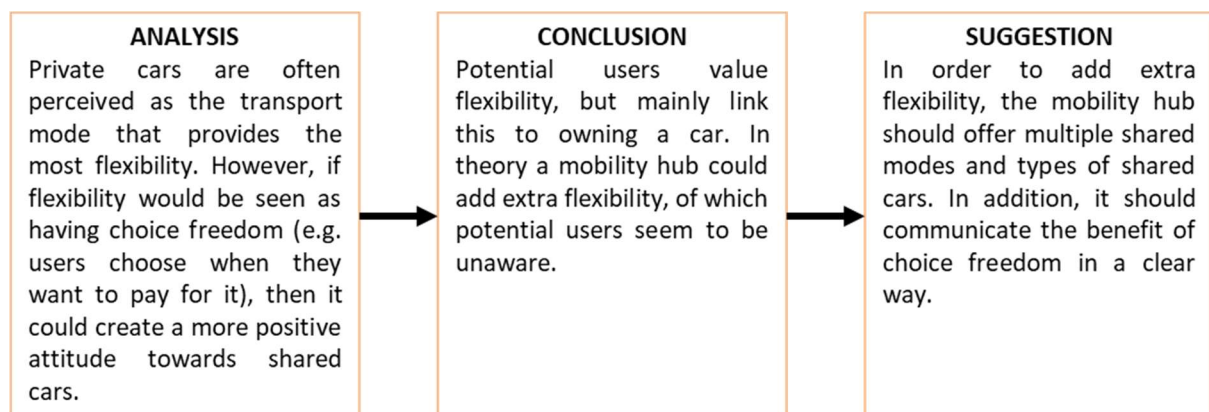 ANALYSIS
Private cars are often
perceived as the transport
mode that provides the
most flexibility. However, if
flexibility would be seen as
having choice freedom (e.g.
users choose when they
want to pay for it), then it
could create a more positive
attitude towards shared
cars.
CONCLUSION
Potential users value
flexibility, but mainly link
this to owning a car. In
theory a mobility hub could
add extra flexibility, of which
potential users seem to be
unaware.
SUGGESTION
In order to add extra
flexibility, the mobility hub
should offer multiple shared
modes and types of shared
cars. In addition, it should
communicate the benefit of
choice freedom in a clear
way.